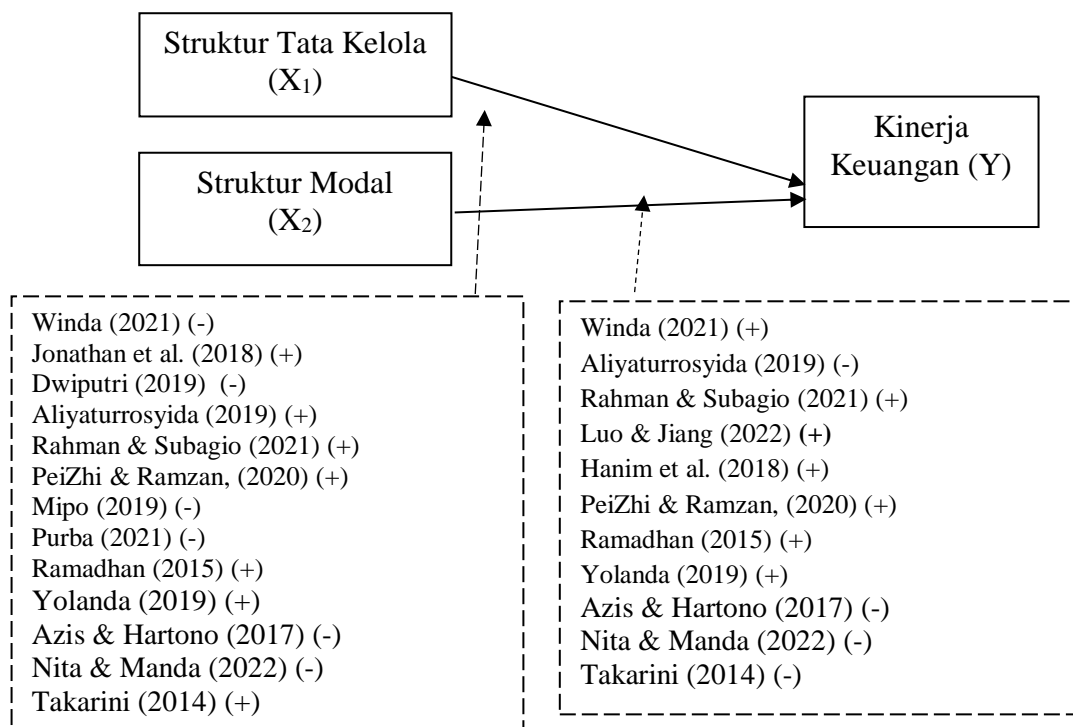 Struktur Tata Kelola
(X1)
Kinerja
Keuangan (Y)
Struktur Modal
(X2)
Winda (2021) (-)
Jonathan et al. (2018) (+)
Dwiputri (2019) (-)
Aliyaturrosyida (2019) (+)
Rahman & Subagio (2021) (+)
PeiZhi & Ramzan, (2020) (+)
Mipo (2019) (-)
Purba (2021) (-)
Ramadhan (2015) (+)
Yolanda (2019) (+)
Azis & Hartono (2017) (-)
Nita & Manda (2022) (-)
Takarini (2014) (+)
Winda (2021) (+)
Aliyaturrosyida (2019) (-)
Rahman & Subagio (2021) (+)
Luo & Jiang (2022) (+)
Hanim et al. (2018) (+)
PeiZhi & Ramzan, (2020) (+)
Ramadhan (2015) (+)
Yolanda (2019) (+)
Azis & Hartono (2017) (-)
Nita & Manda (2022) (-)
Takarini (2014) (-)